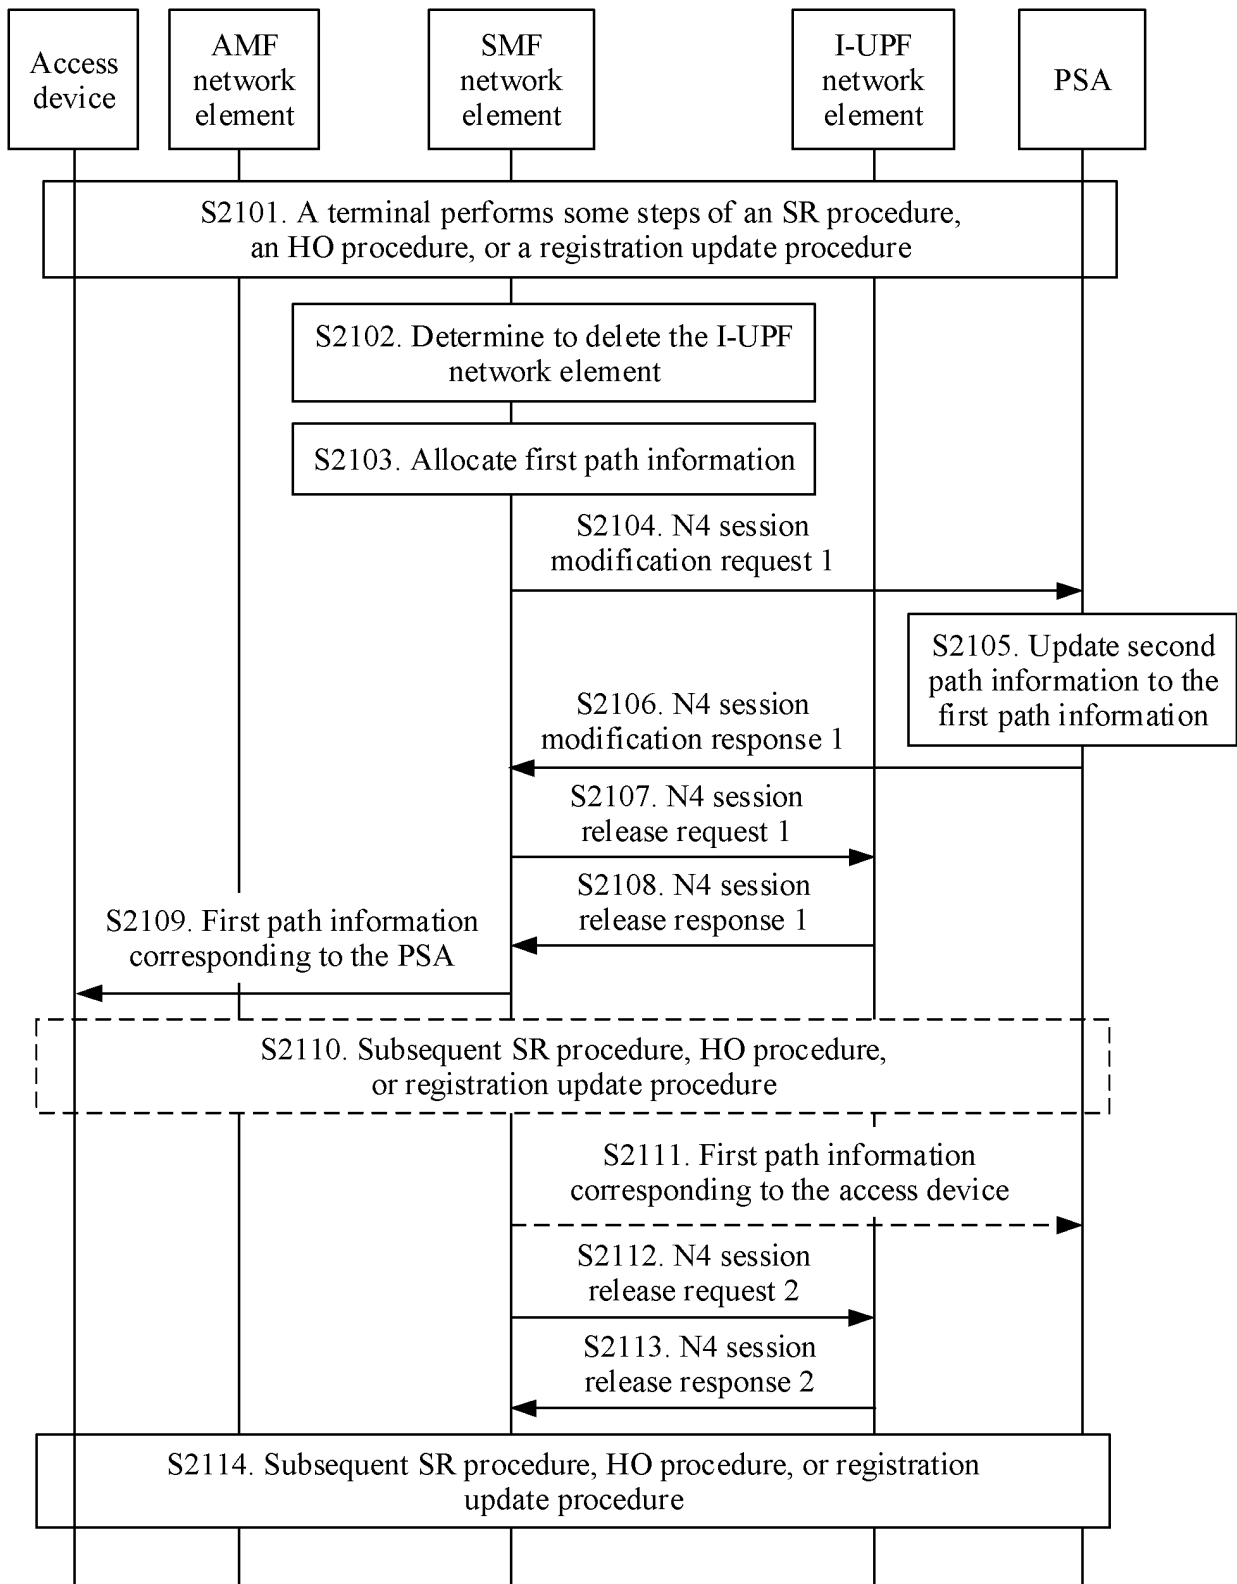 Access
device
AMF
network
element
SMF
network
element
I-UPF
network
element
PSA
S2101. A terminal performs some steps of an SR procedure,
an HO procedure, or a registration update procedure
S2102. Determine to delete the I-UPF
network element
S2103. Allocate first path information
S2104. N4 session
modification request 1
S2105. Update second
path information to the
first path information
S2106. N4 session
modification response 1
S2107. N4 session
release request 1
S2108. N4 session
release response 1
S2109. First path information
corresponding to the PSA
S2110. Subsequent SR procedure, HO procedure,
or registration update procedure
S2111. First path information
corresponding to the access device
S2112. N4 session
release request 2
S2113. N4 session
release response 2
S2114. Subsequent SR procedure, HO procedure, or registration
update procedure